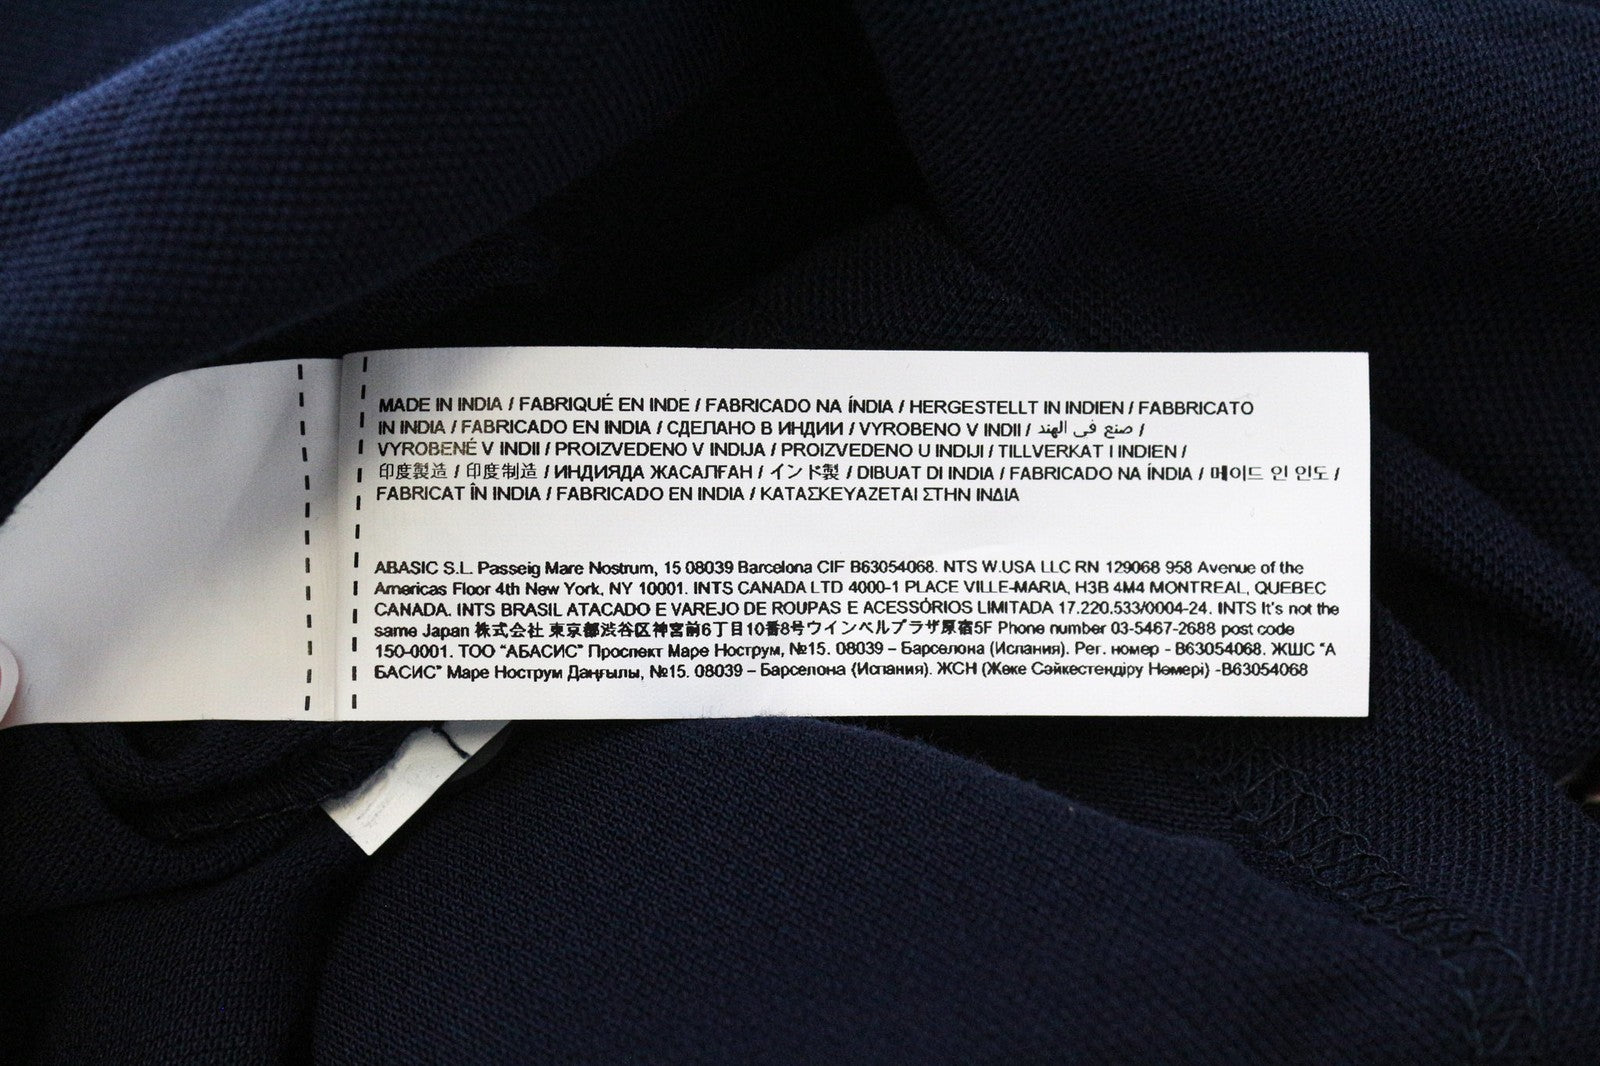 MADE IN INDIA / FABRIQUÉ EN INDE / FABRICADO NA ÍNDIA / HERGESTELLT IN INDIEN / FABBRICATO
IN INDIA / FABRICADO EN INDIA / СДЕЛАНО В ИНДИИ / VYROBENO V INDII / صنع في الهند /
VYROBENÉ V INDII / PROIZVEDENO V INDIJA / PROIZVEDENO U INDIJI / TILLVERKAT I INDIEN /
印度製造 / 印度制造 / ИНДИЯДА ЖАСАЛҒАН / インド製 / DIBUAT DI INDIA / FABRICADO NA ÍNDIA / 메이드 인 인도 /
FABRICAT ÎN INDIA / FABRICADO EN INDIA / ΚΑΤΑΣΚΕΥΑΖΕΤΑΙ ΣΤΗΝ ΙΝΔΙΑ
ABASIC S.L. Passeig Mare Nostrum, 15 08039 Barcelona CIF B63054068. NTS W.USA LLC RN 129068 958 Avenue of the
Americas Floor 4th New York, NY 10001. INTS CANADA LTD 4000-1 PLACE VILLE-MARIA, H3B 4M4 MONTREAL, QUEBEC
CANADA. INTS BRASIL ATACADO E VAREJO DE ROUPAS E ACESSÓRIOS LIMITADA 17.220.533/0004-24. INTS It's not the
same Japan 株式会社 東京都渋谷区神宮前6丁目10番8号ウインベルプラザ原宿5F Phone number 03-5467-2688 post code
150-0001. ТОО "АБАСИС" Проспект Маре Нострум, №15. 08039 – Барселона (Испания). Рег. номер - B63054068. ЖШС "А
БАСИС" Маре Нострум Даңғылы, №15. 08039 – Барселона (Испания). ЖСН (Жеке Сәйкестендіру Нөмері) -B63054068